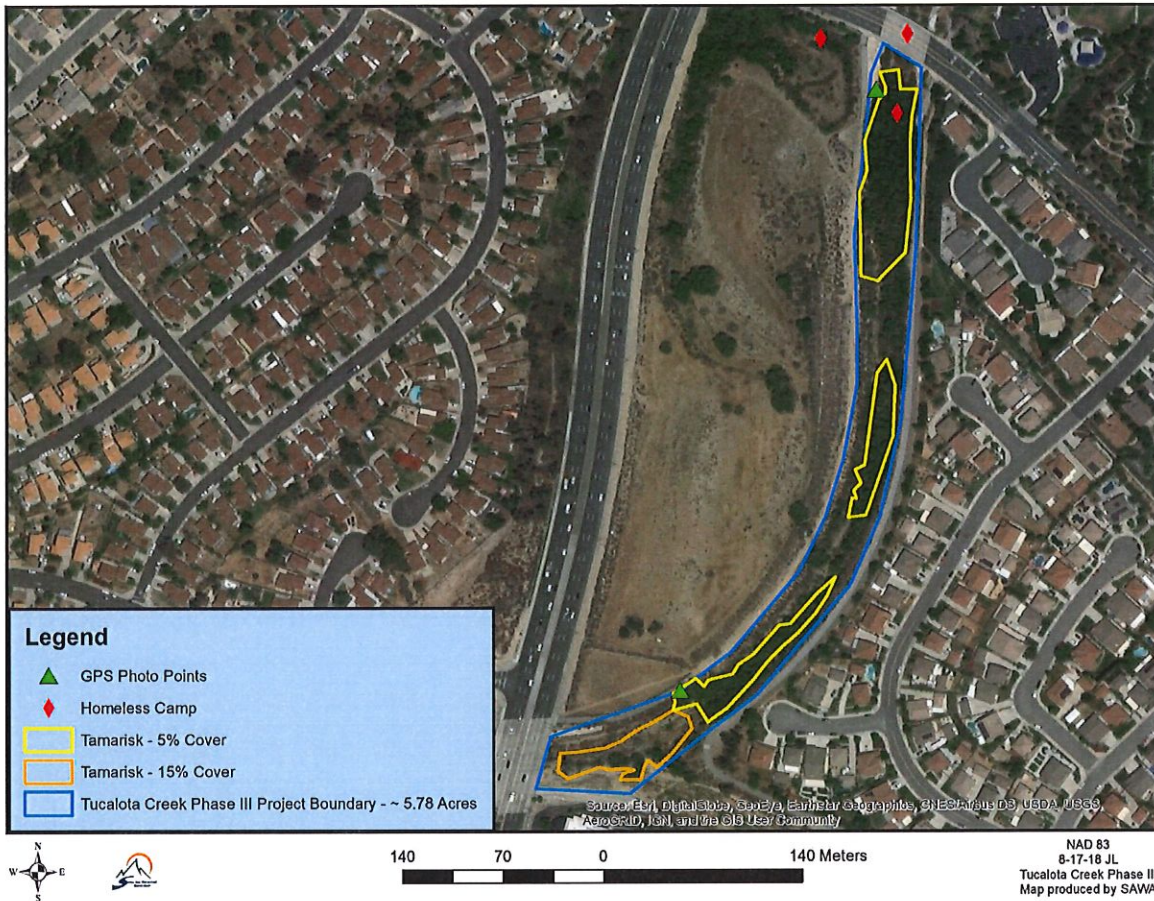 Legend
GPS Photo Points
Homeless Camp
Tamarisk - 5% Cover
Tamarisk - 15% Cover
Tucalota Creek Phase III Project Boundary - ~ 5.78 Acres
Source: Esri, DigitalGlobe, GeoEye, Earthstar Geographics, CNES/Airbus DS, USDA, USGS,
AeroGRID, IGN, and the GIS User Community
N
W
E
S
140 70 0 140 Meters
NAD 83
8-17-18 JL
Tucalota Creek Phase III
Map produced by SAWA